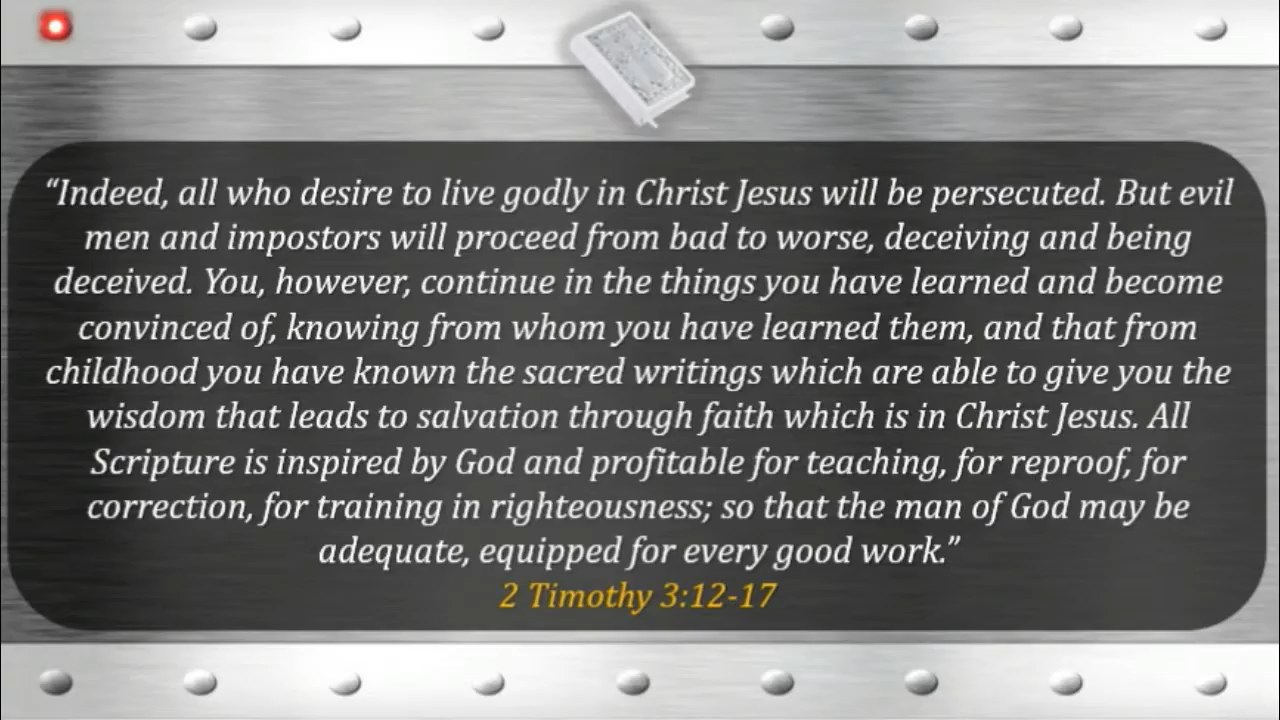 “Indeed, all who desire to live godly in Christ Jesus will be persecuted. But evil
men and impostors will proceed from bad to worse, deceiving and being
deceived. You, however, continue in the things you have learned and become
convinced of, knowing from whom you have learned them, and that from
childhood you have known the sacred writings which are able to give you the
wisdom that leads to salvation through faith which is in Christ Jesus. All
Scripture is inspired by God and profitable for teaching, for reproof, for
correction, for training in righteousness; so that the man of God may be
adequate, equipped for every good work.”
2 Timothy 3:12-17